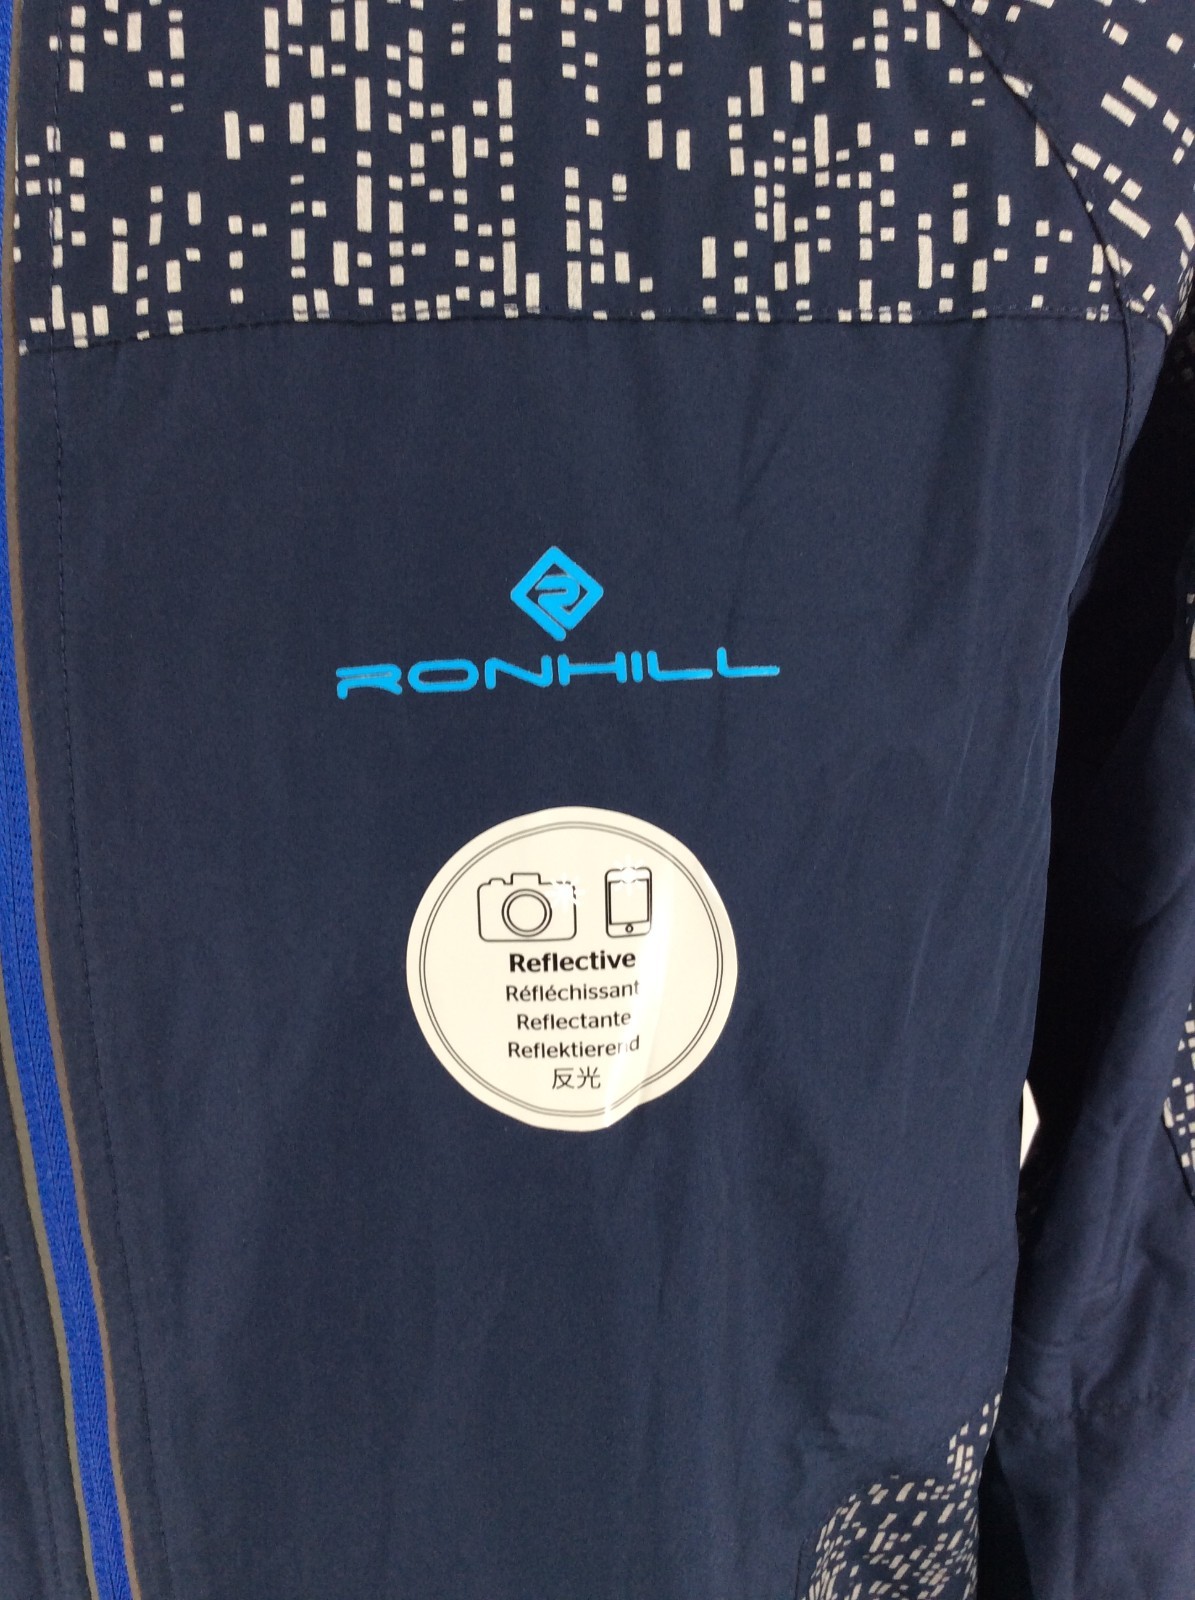 RONHILL
Reflective
Réfléchissant
Reflectante
Reflektierend
反光